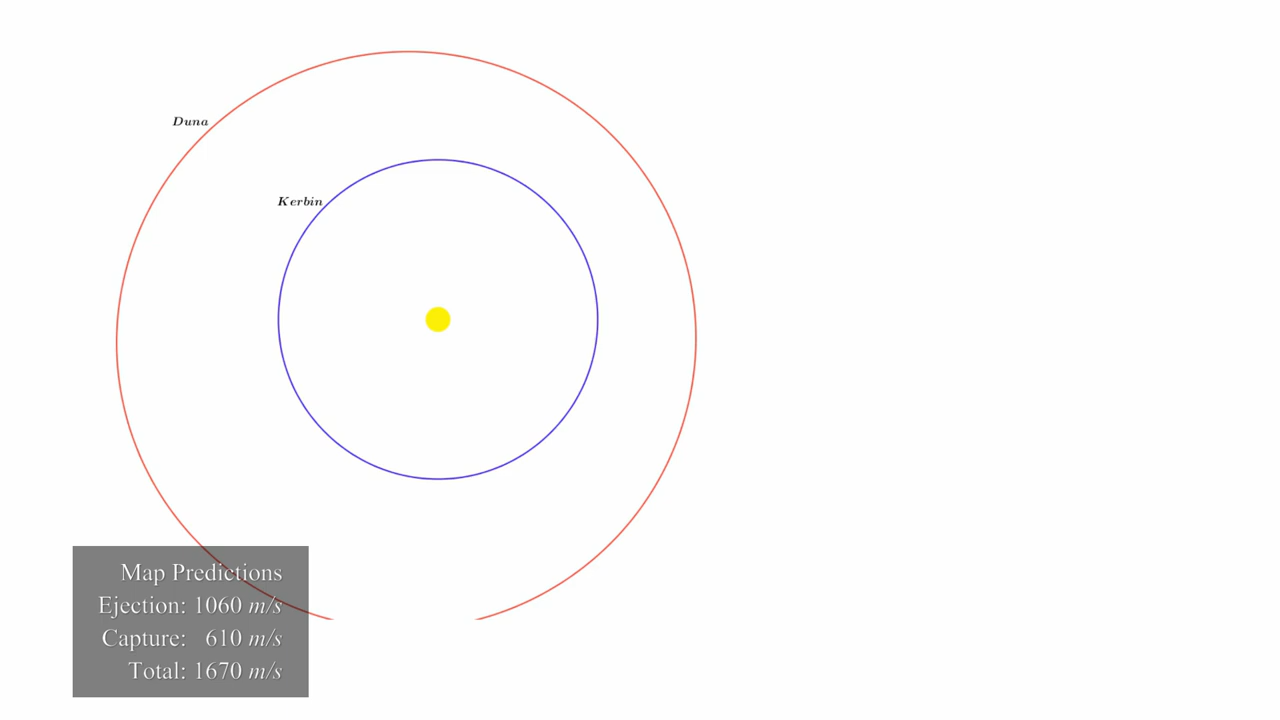 Duna
Kerbin
Map Predictions
Ejection: 1060 m/s
Capture: 610 m/s
Total: 1670 m/s